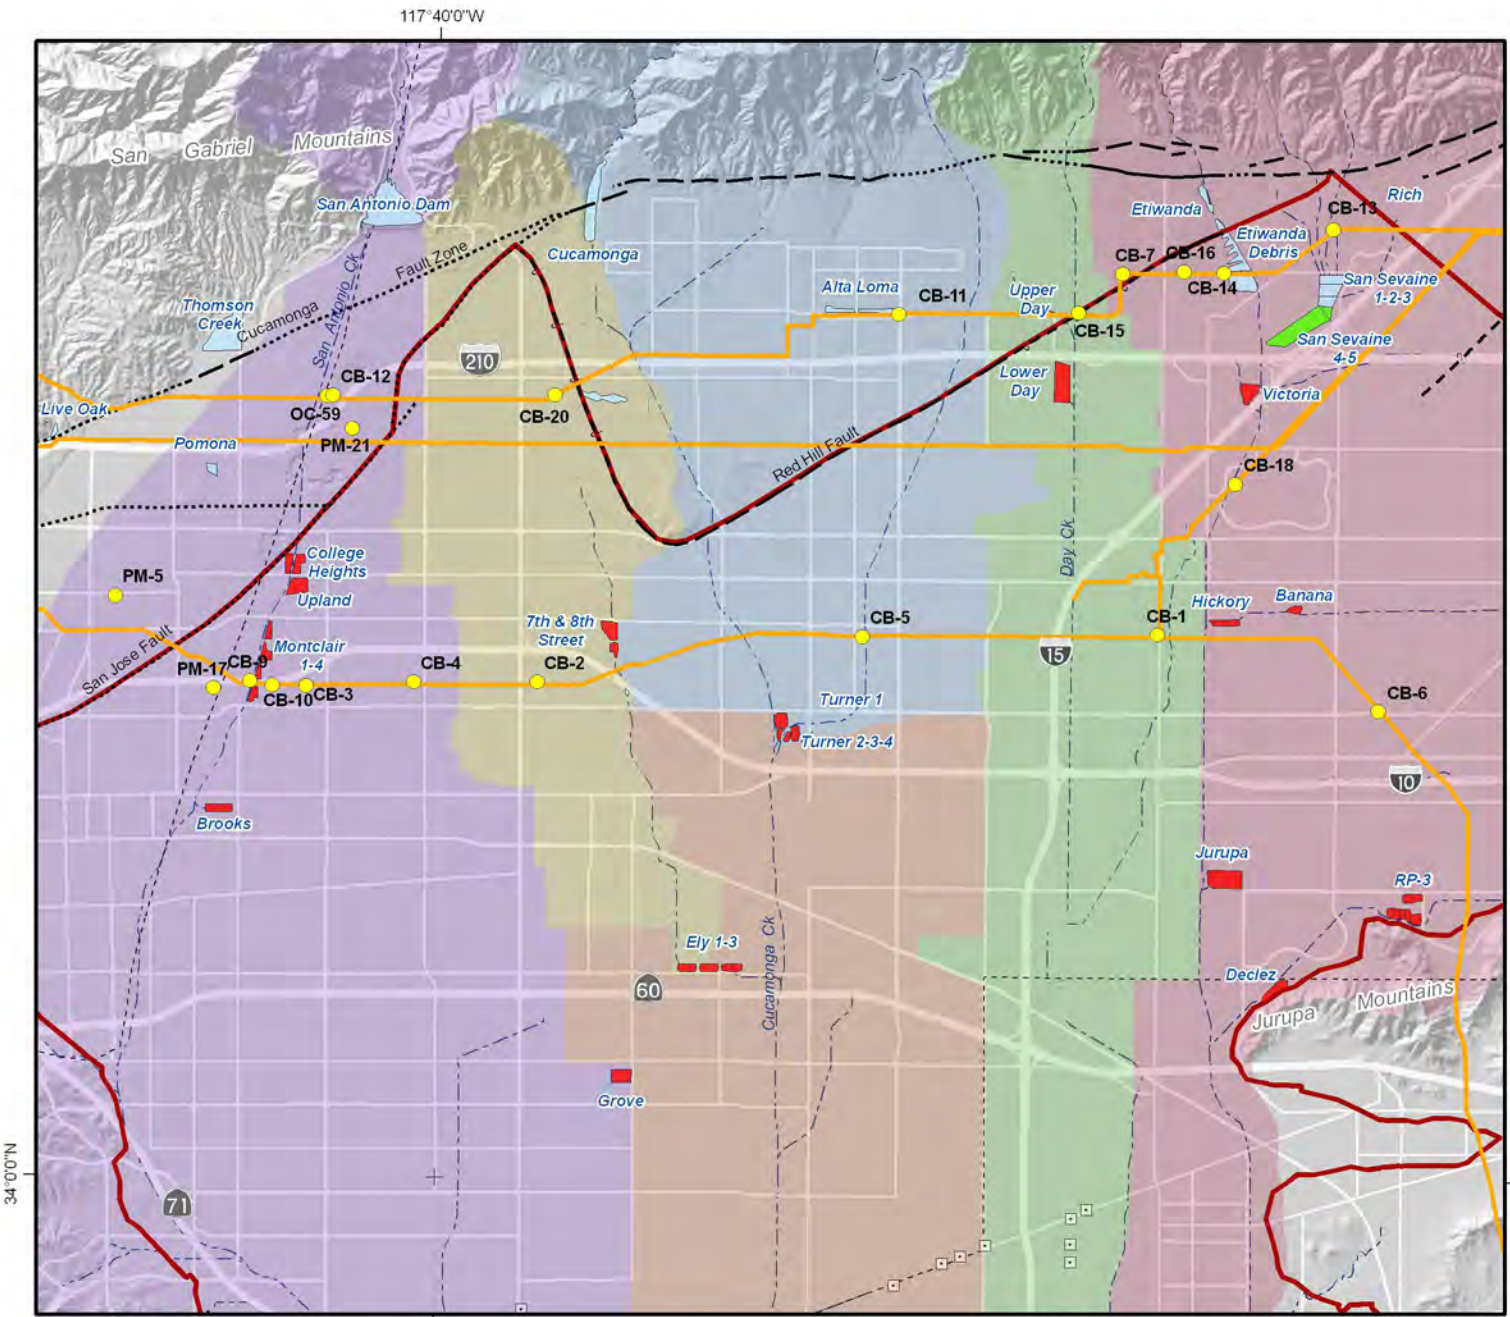 117°40'0"W
San Gabriel Mountains
San Antonio Dam
Rich
Etiwanda
CB-13
Etiwanda
Debris
Cucamonga
Fault Zone
CB-7
CB-16
CB-14
San Sevaine
1-2-3
Thomson
Creek
Cucamonga
San Antonio Ck
Alta Loma
CB-11
Upper
Day
CB-15
San Sevaine
4-5
210
CB-12
Lower
Day
Victoria
Live Oak
OC-59
CB-20
Pomona
PM-21
Red Hill Fault
CB-18
College
Heights
Day Ck
PM-5
Upland
Hickory
Banana
7th & 8th
Street
CB-5
CB-1
San Jose Fault
Montclair
1-4
15
PM-17
CB-9
CB-4
CB-2
CB-10
CB-3
CB-6
Turner 1
Turner 2-3-4
10
Brooks
Jurupa
RP-3
Ely 1-3
Cucamonga Ck
Declez
60
Jurupa Mountains
Grove
34°0'0"N
71